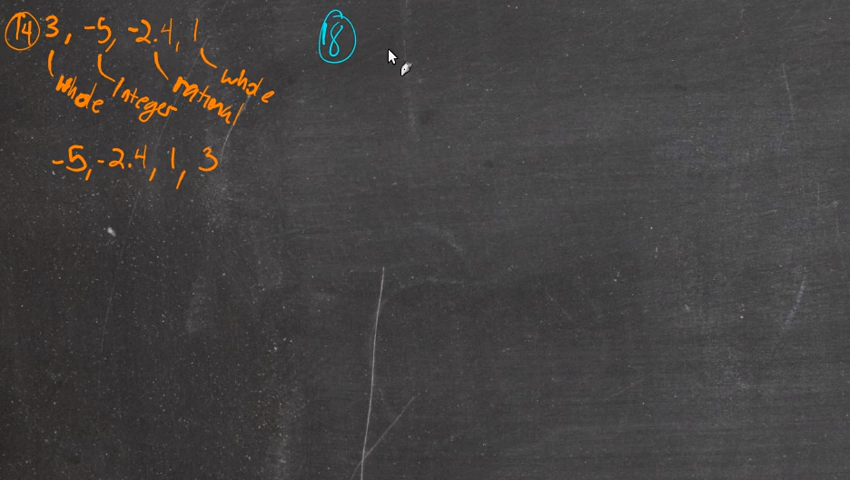 14 3, -5, -2.4, 1
whole Integer rational whole
-5, -2.4, 1, 3
18